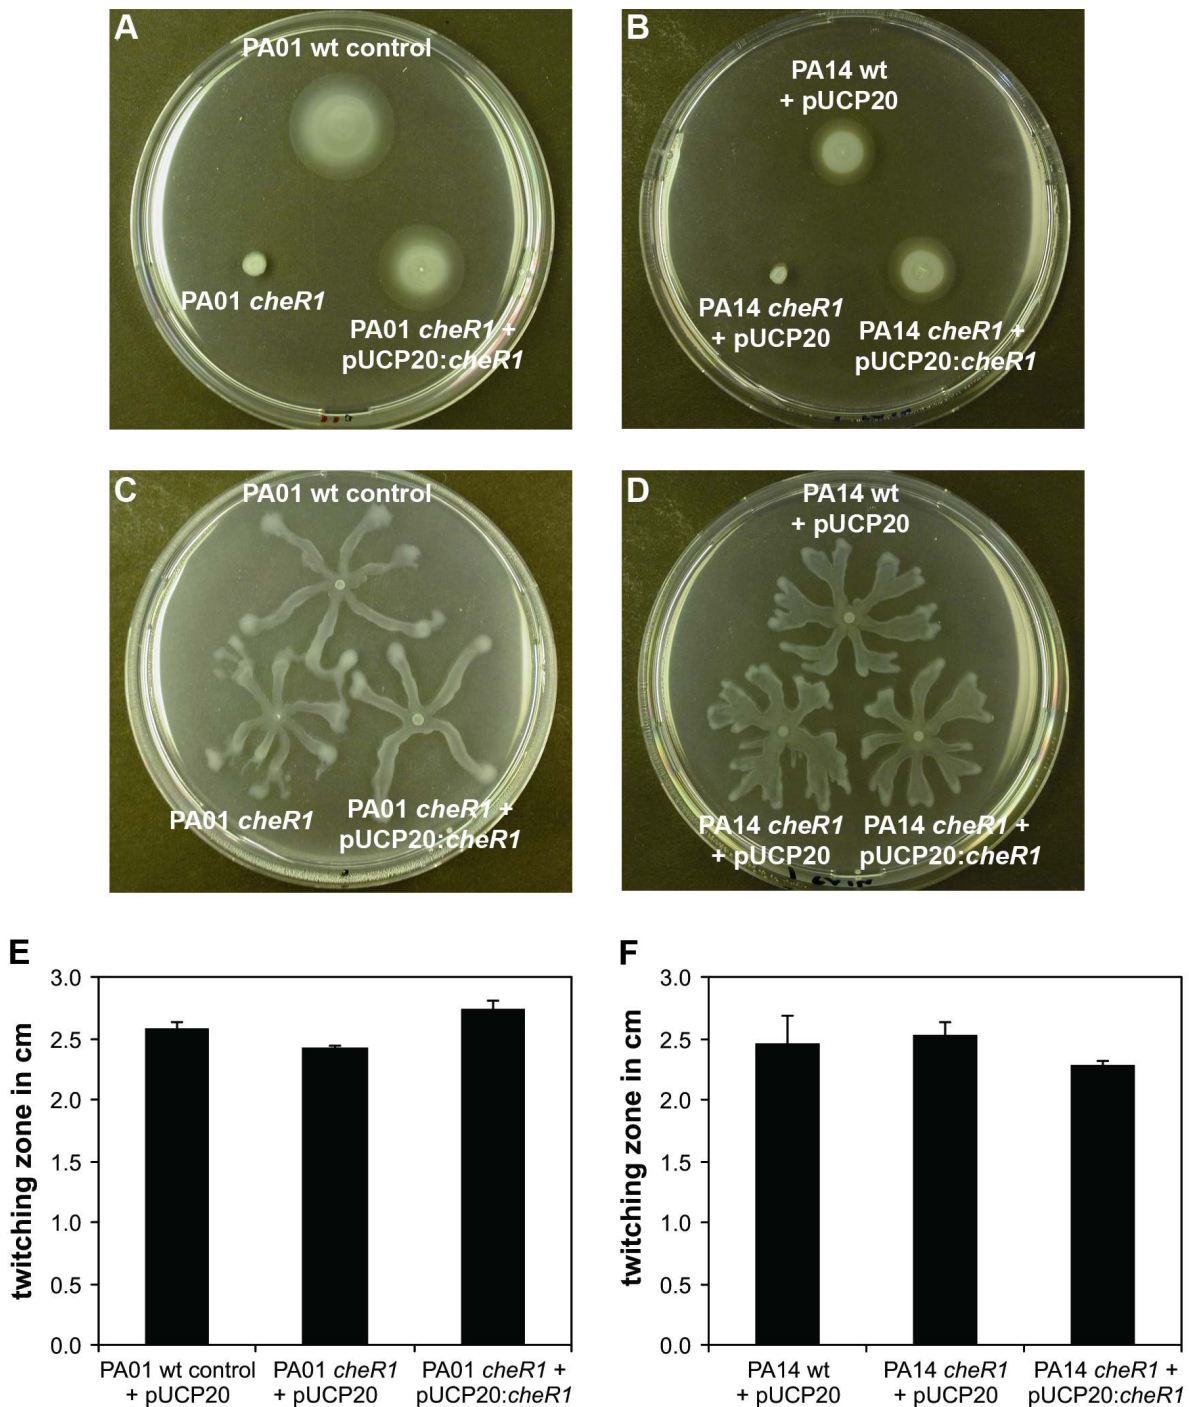 A
PA01 wt control
PA01 cheR1
PA01 cheR1 +
pUCP20:cheR1
B
PA14 wt
+ pUCP20
PA14 cheR1
+ pUCP20
PA14 cheR1 +
pUCP20:cheR1
C
PA01 wt control
PA01 cheR1
PA01 cheR1 +
pUCP20:cheR1
D
PA14 wt
+ pUCP20
PA14 cheR1
+ pUCP20
PA14 cheR1 +
pUCP20:cheR1
E
twitching zone in cm
3.0
2.5
2.0
1.5
1.0
0.5
0.0
PA01 wt control
+ pUCP20
PA01 cheR1
+ pUCP20
PA01 cheR1 +
pUCP20:cheR1
F
twitching zone in cm
3.0
2.5
2.0
1.5
1.0
0.5
0.0
PA14 wt
+ pUCP20
PA14 cheR1
+ pUCP20
PA14 cheR1 +
pUCP20:cheR1